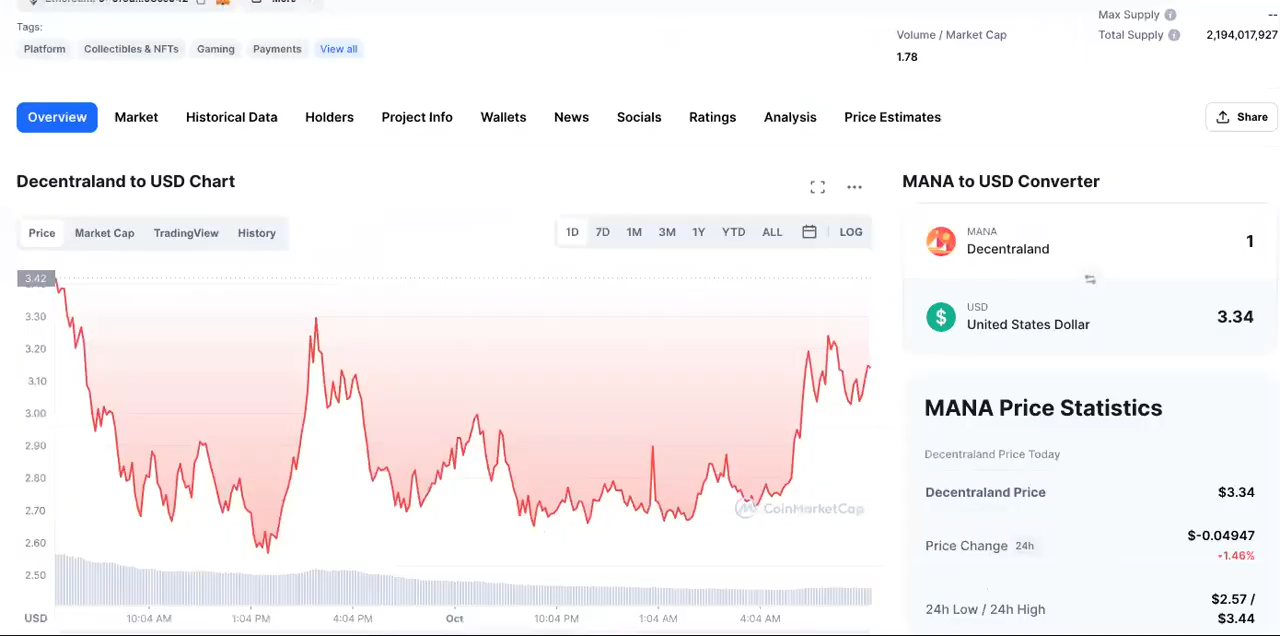 More
Tags:
Platform Collectibles & NFTs Gaming Payments View all
Volume / Market Cap
1.78
Max Supply --
Total Supply 2,194,017,927
Overview Market Historical Data Holders Project Info Wallets News Socials Ratings Analysis Price Estimates Share
Decentraland to USD Chart
Price Market Cap TradingView History 1D 7D 1M 3M 1Y YTD ALL LOG
3.42
3.30
3.20
3.10
3.00
2.90
2.80
2.70
2.60
2.50
CoinMarketCap
USD 10:04 AM 1:04 PM 4:04 PM Oct 10:04 PM 1:04 AM 4:04 AM
MANA to USD Converter
MANA
Decentraland 1
USD
United States Dollar 3.34
MANA Price Statistics
Decentraland Price Today
Decentraland Price $3.34
Price Change 24h $-0.04947
1.46%
24h Low / 24h High $2.57 /
$3.44